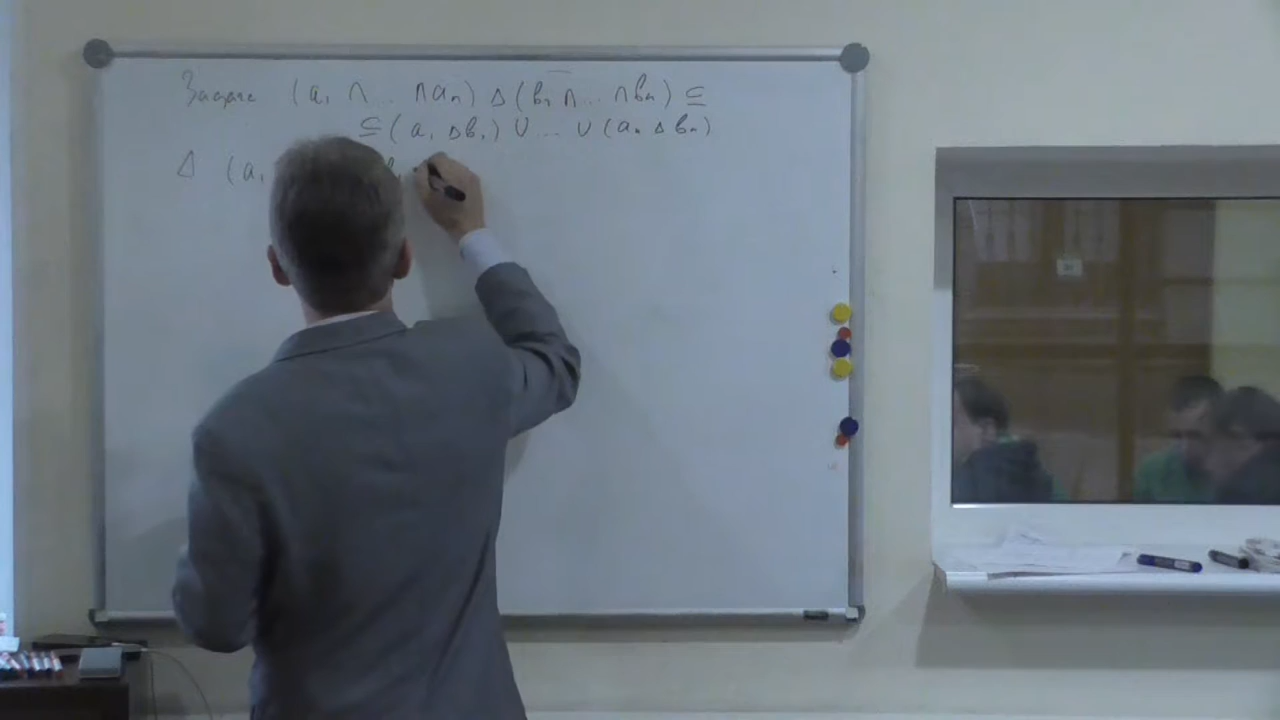 Задача (a₁ ∩ ... ∩ aₙ) Δ (b₁ ∩ ... ∩ bₙ) ⊆
⊆ (a₁ Δ b₁) ∪ ... ∪ (aₙ Δ bₙ)
Δ (a₁